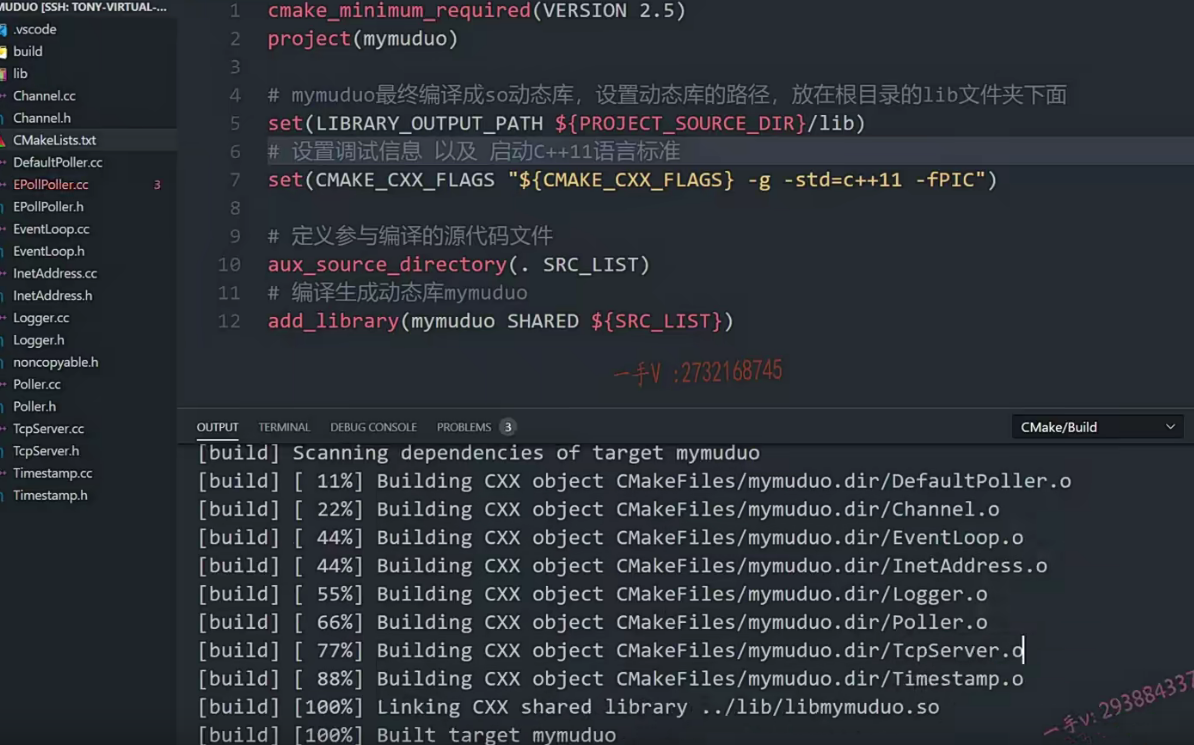 MUDUO [SSH: TONY-VIRTUAL-...
.vscode
build
lib
Channel.cc
Channel.h
CMakeLists.txt
DefaultPoller.cc
EPollPoller.cc 3
EPollPoller.h
EventLoop.cc
EventLoop.h
InetAddress.cc
InetAddress.h
Logger.cc
Logger.h
noncopyable.h
Poller.cc
Poller.h
TcpServer.cc
TcpServer.h
Timestamp.cc
Timestamp.h
1 cmake_minimum_required(VERSION 2.5)
2 project(mymuduo)
3
4 # mymuduo最终编译成so动态库，设置动态库的路径，放在根目录的lib文件夹下面
5 set(LIBRARY_OUTPUT_PATH ${PROJECT_SOURCE_DIR}/lib)
6 # 设置调试信息 以及 启动C++11语言标准
7 set(CMAKE_CXX_FLAGS "${CMAKE_CXX_FLAGS} -g -std=c++11 -fPIC")
8
9 # 定义参与编译的源代码文件
10 aux_source_directory(. SRC_LIST)
11 # 编译生成动态库mymuduo
12 add_library(mymuduo SHARED ${SRC_LIST})
一手V :2732168745
OUTPUT TERMINAL DEBUG CONSOLE PROBLEMS 3 CMake/Build
[build] Scanning dependencies of target mymuduo
[build] [ 11%] Building CXX object CMakeFiles/mymuduo.dir/DefaultPoller.o
[build] [ 22%] Building CXX object CMakeFiles/mymuduo.dir/Channel.o
[build] [ 44%] Building CXX object CMakeFiles/mymuduo.dir/EventLoop.o
[build] [ 44%] Building CXX object CMakeFiles/mymuduo.dir/InetAddress.o
[build] [ 55%] Building CXX object CMakeFiles/mymuduo.dir/Logger.o
[build] [ 66%] Building CXX object CMakeFiles/mymuduo.dir/Poller.o
[build] [ 77%] Building CXX object CMakeFiles/mymuduo.dir/TcpServer.o
[build] [ 88%] Building CXX object CMakeFiles/mymuduo.dir/Timestamp.o
[build] [100%] Linking CXX shared library ../lib/libmymuduo.so
[build] [100%] Built target mymuduo
一手V: 293884337